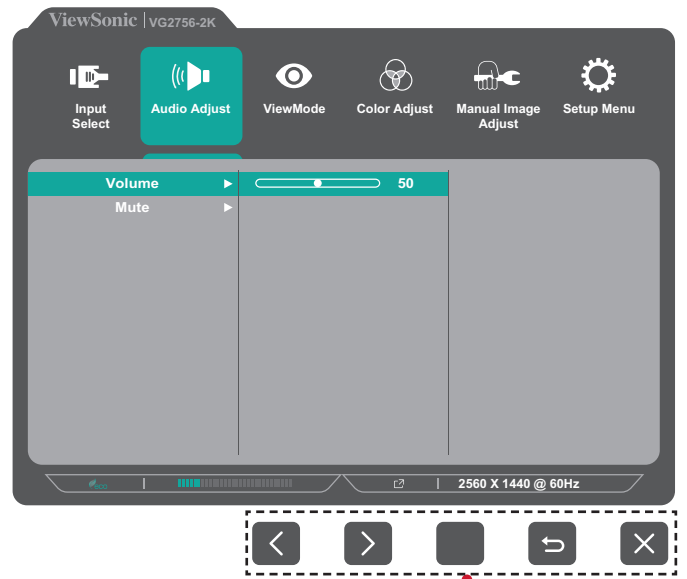 ViewSonic VG2756-2K
Input
Select
Audio Adjust
ViewMode
Color Adjust
Manual Image
Adjust
Setup Menu
Volume 50
Mute
eco
2560 X 1440 @ 60Hz